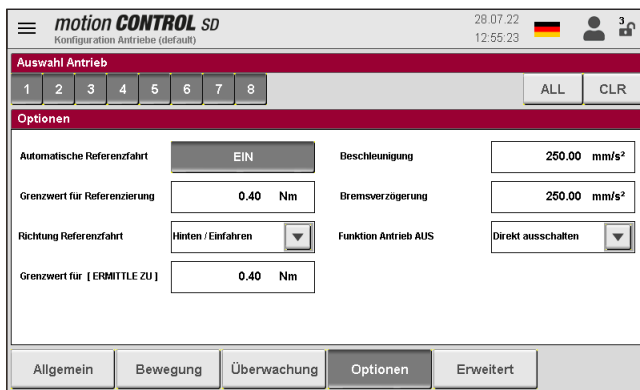 motion CONTROL SD
Konfiguration Antriebe (default)
28.07.22
12:55:23
3
Auswahl Antrieb
1 2 3 4 5 6 7 8 ALL CLR
Optionen
Automatische Referenzfahrt EIN Beschleunigung 250.00 mm/s²
Grenzwert für Referenzierung 0.40 Nm Bremsverzögerung 250.00 mm/s²
Richtung Referenzfahrt Hinten / Einfahren Funktion Antrieb AUS Direkt ausschalten
Grenzwert für [ ERMITTLE ZU ] 0.40 Nm
Allgemein Bewegung Überwachung Optionen Erweitert